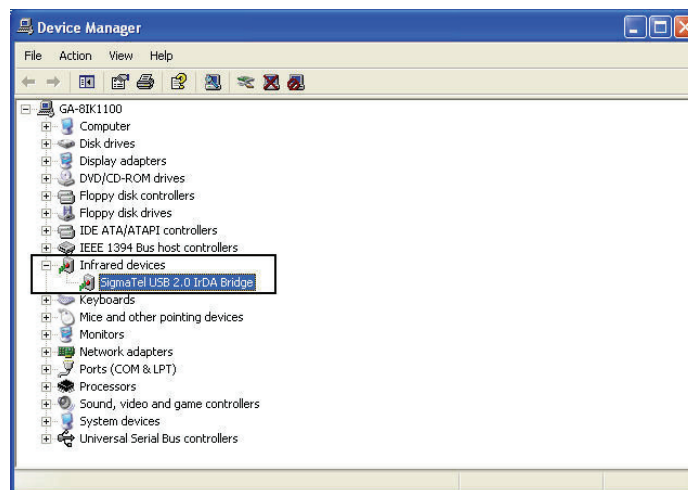 Device Manager
File Action View Help
GA-8IK1100
Computer
Disk drives
Display adapters
DVD/CD-ROM drives
Floppy disk controllers
Floppy disk drives
IDE ATA/ATAPI controllers
IEEE 1394 Bus host controllers
Infrared devices
SigmaTel USB 2.0 IrDA Bridge
Keyboards
Mice and other pointing devices
Monitors
Network adapters
Ports (COM & LPT)
Processors
Sound, video and game controllers
System devices
Universal Serial Bus controllers